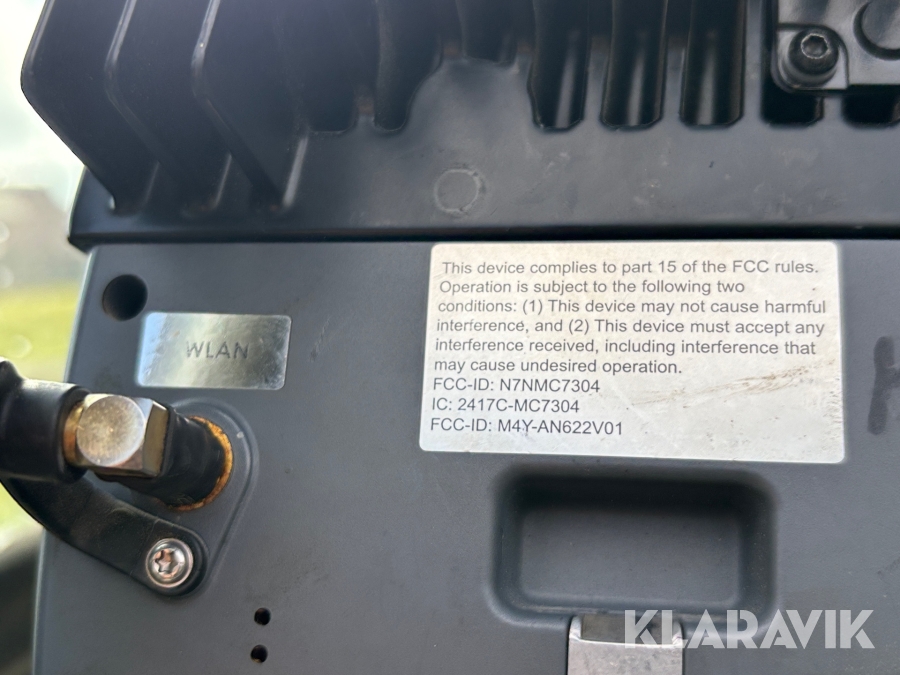 This device complies to part 15 of the FCC rules.
Operation is subject to the following two
conditions: (1) This device may not cause harmful
interference, and (2) This device must accept any
interference received, including interference that
may cause undesired operation.
FCC-ID: N7NMC7304
IC: 2417C-MC7304
FCC-ID: M4Y-AN622V01
WLAN
KLARAVIK